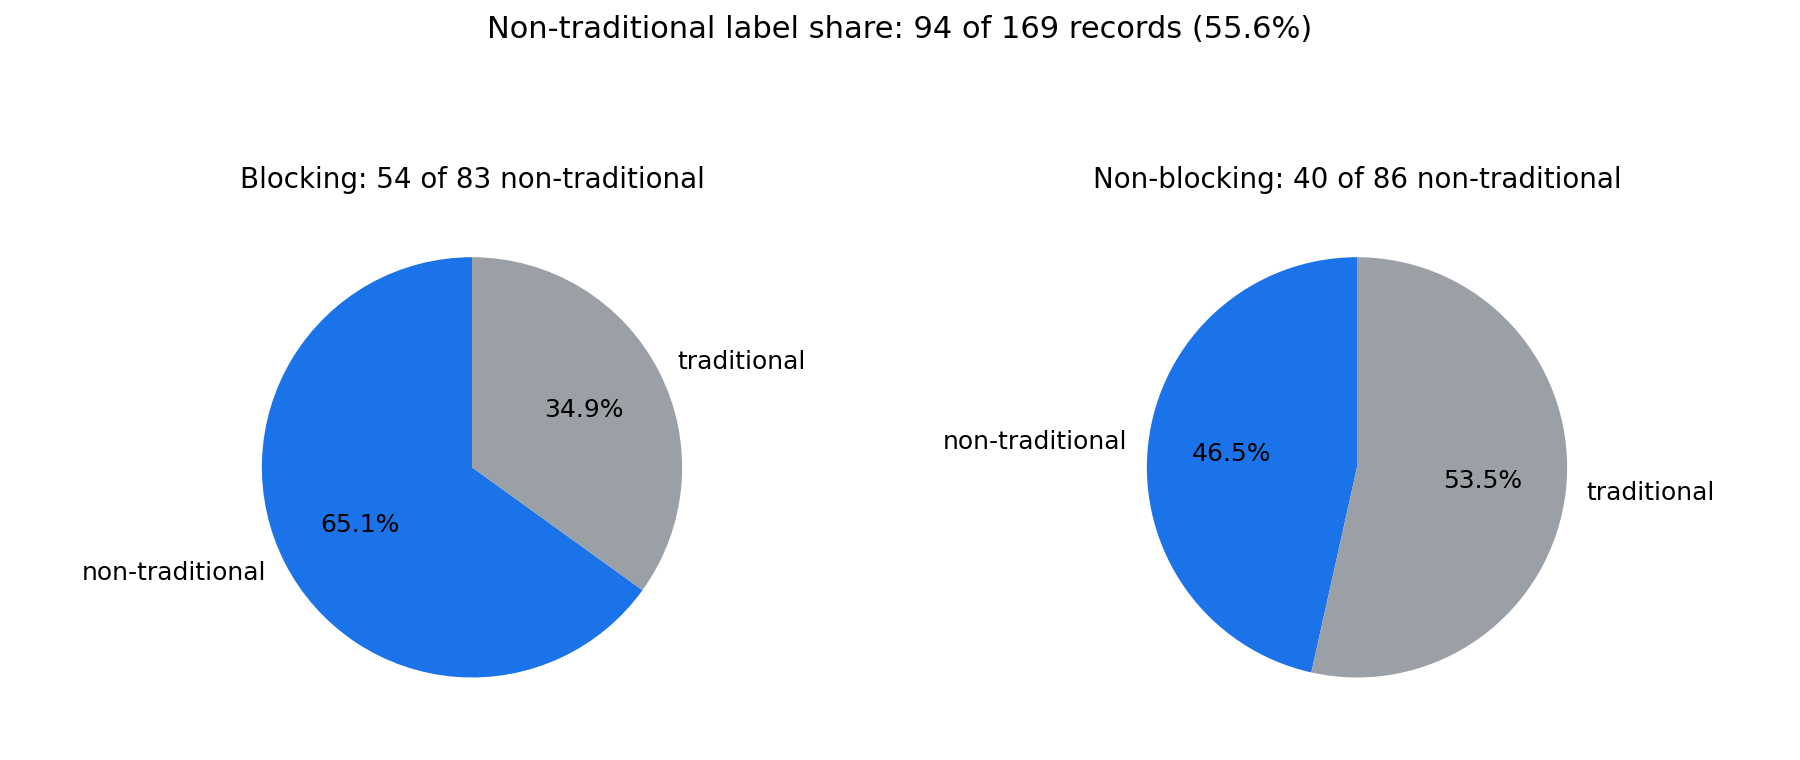 Non-traditional label share: 94 of 169 records (55.6%)
Blocking: 54 of 83 non-traditional
traditional
34.9%
65.1%
non-traditional
Non-blocking: 40 of 86 non-traditional
non-traditional
46.5%
53.5%
traditional